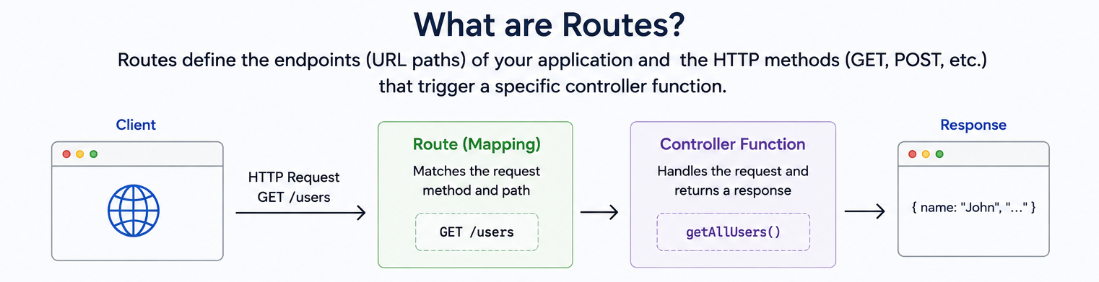 What are Routes?
Routes define the endpoints (URL paths) of your application and the HTTP methods (GET, POST, etc.)
that trigger a specific controller function.
Client
HTTP Request
GET /users
Route (Mapping)
Matches the request
method and path
GET /users
Controller Function
Handles the request and
returns a response
getAllUsers()
Response
{ name: "John", "..." }